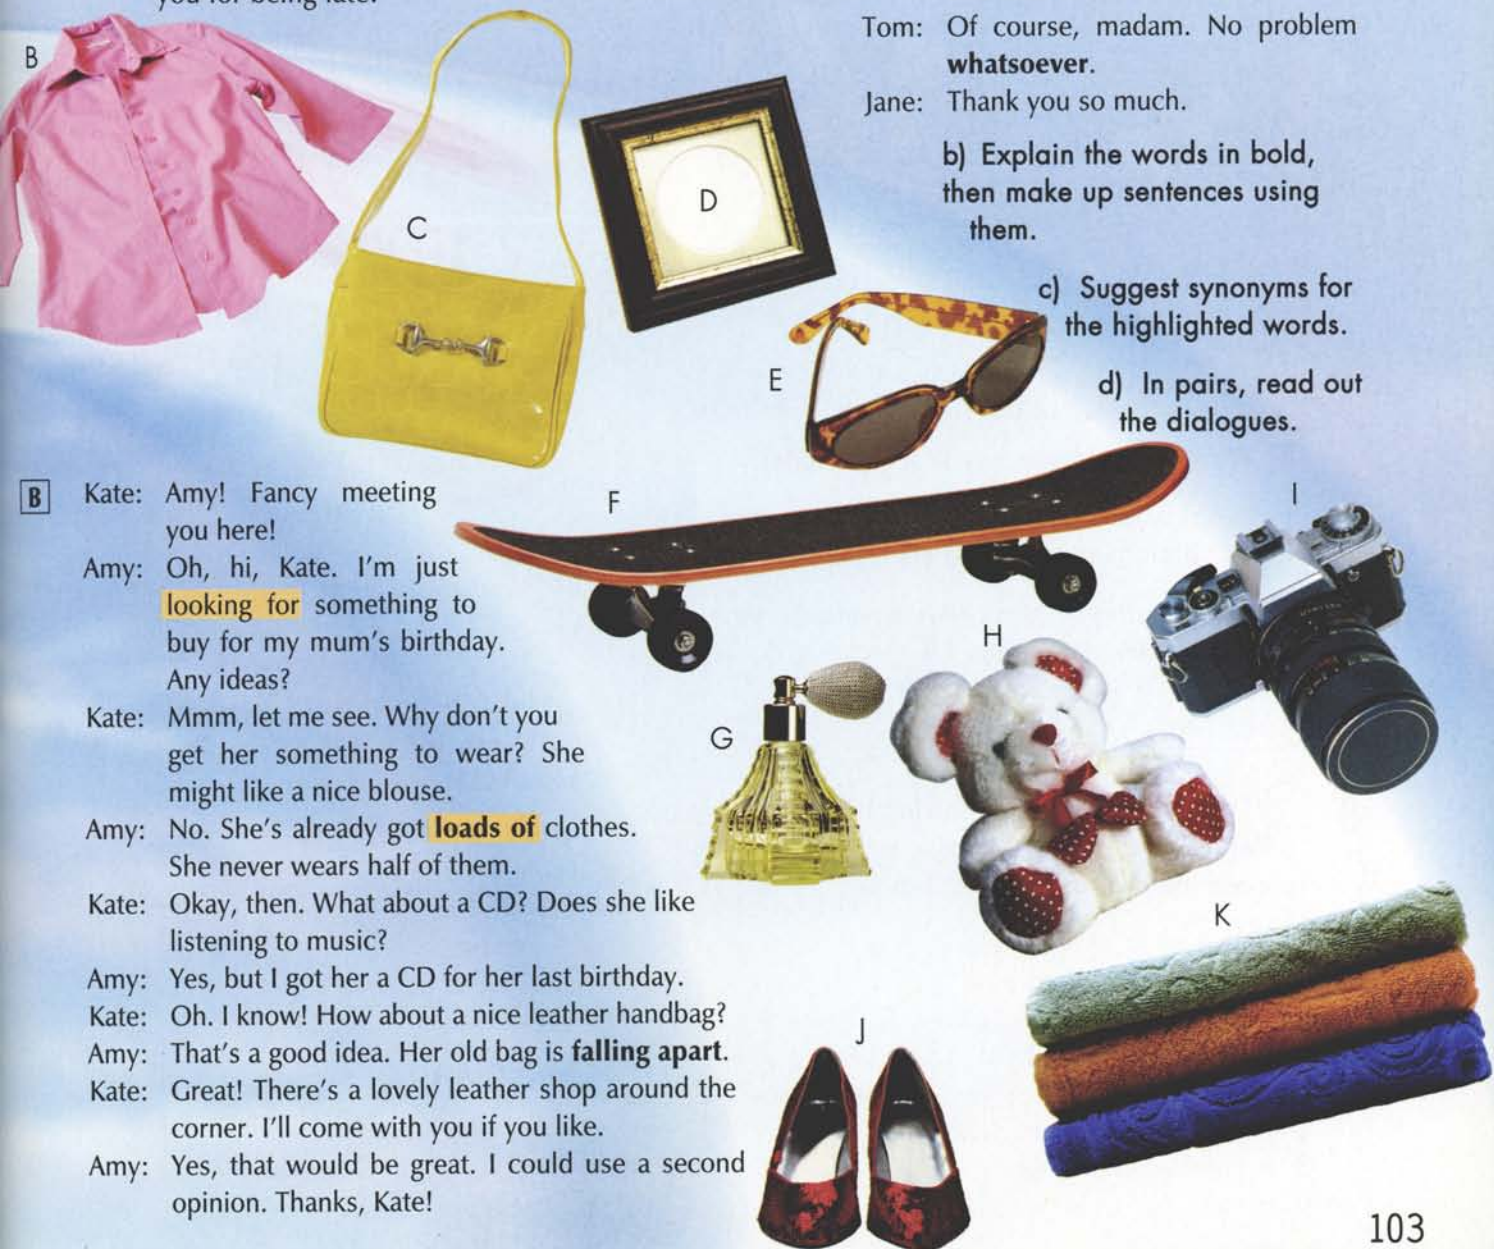 you for being late.
B
C
D
E
F
G
H
I
J
K
Tom: Of course, madam. No problem
whatsoever.
Jane: Thank you so much.
b) Explain the words in bold,
then make up sentences using
them.
c) Suggest synonyms for
the highlighted words.
d) In pairs, read out
the dialogues.
B Kate: Amy! Fancy meeting
you here!
Amy: Oh, hi, Kate. I'm just
looking for something to
buy for my mum's birthday.
Any ideas?
Kate: Mmm, let me see. Why don't you
get her something to wear? She
might like a nice blouse.
Amy: No. She's already got loads of clothes.
She never wears half of them.
Kate: Okay, then. What about a CD? Does she like
listening to music?
Amy: Yes, but I got her a CD for her last birthday.
Kate: Oh. I know! How about a nice leather handbag?
Amy: That's a good idea. Her old bag is falling apart.
Kate: Great! There's a lovely leather shop around the
corner. I'll come with you if you like.
Amy: Yes, that would be great. I could use a second
opinion. Thanks, Kate!
103